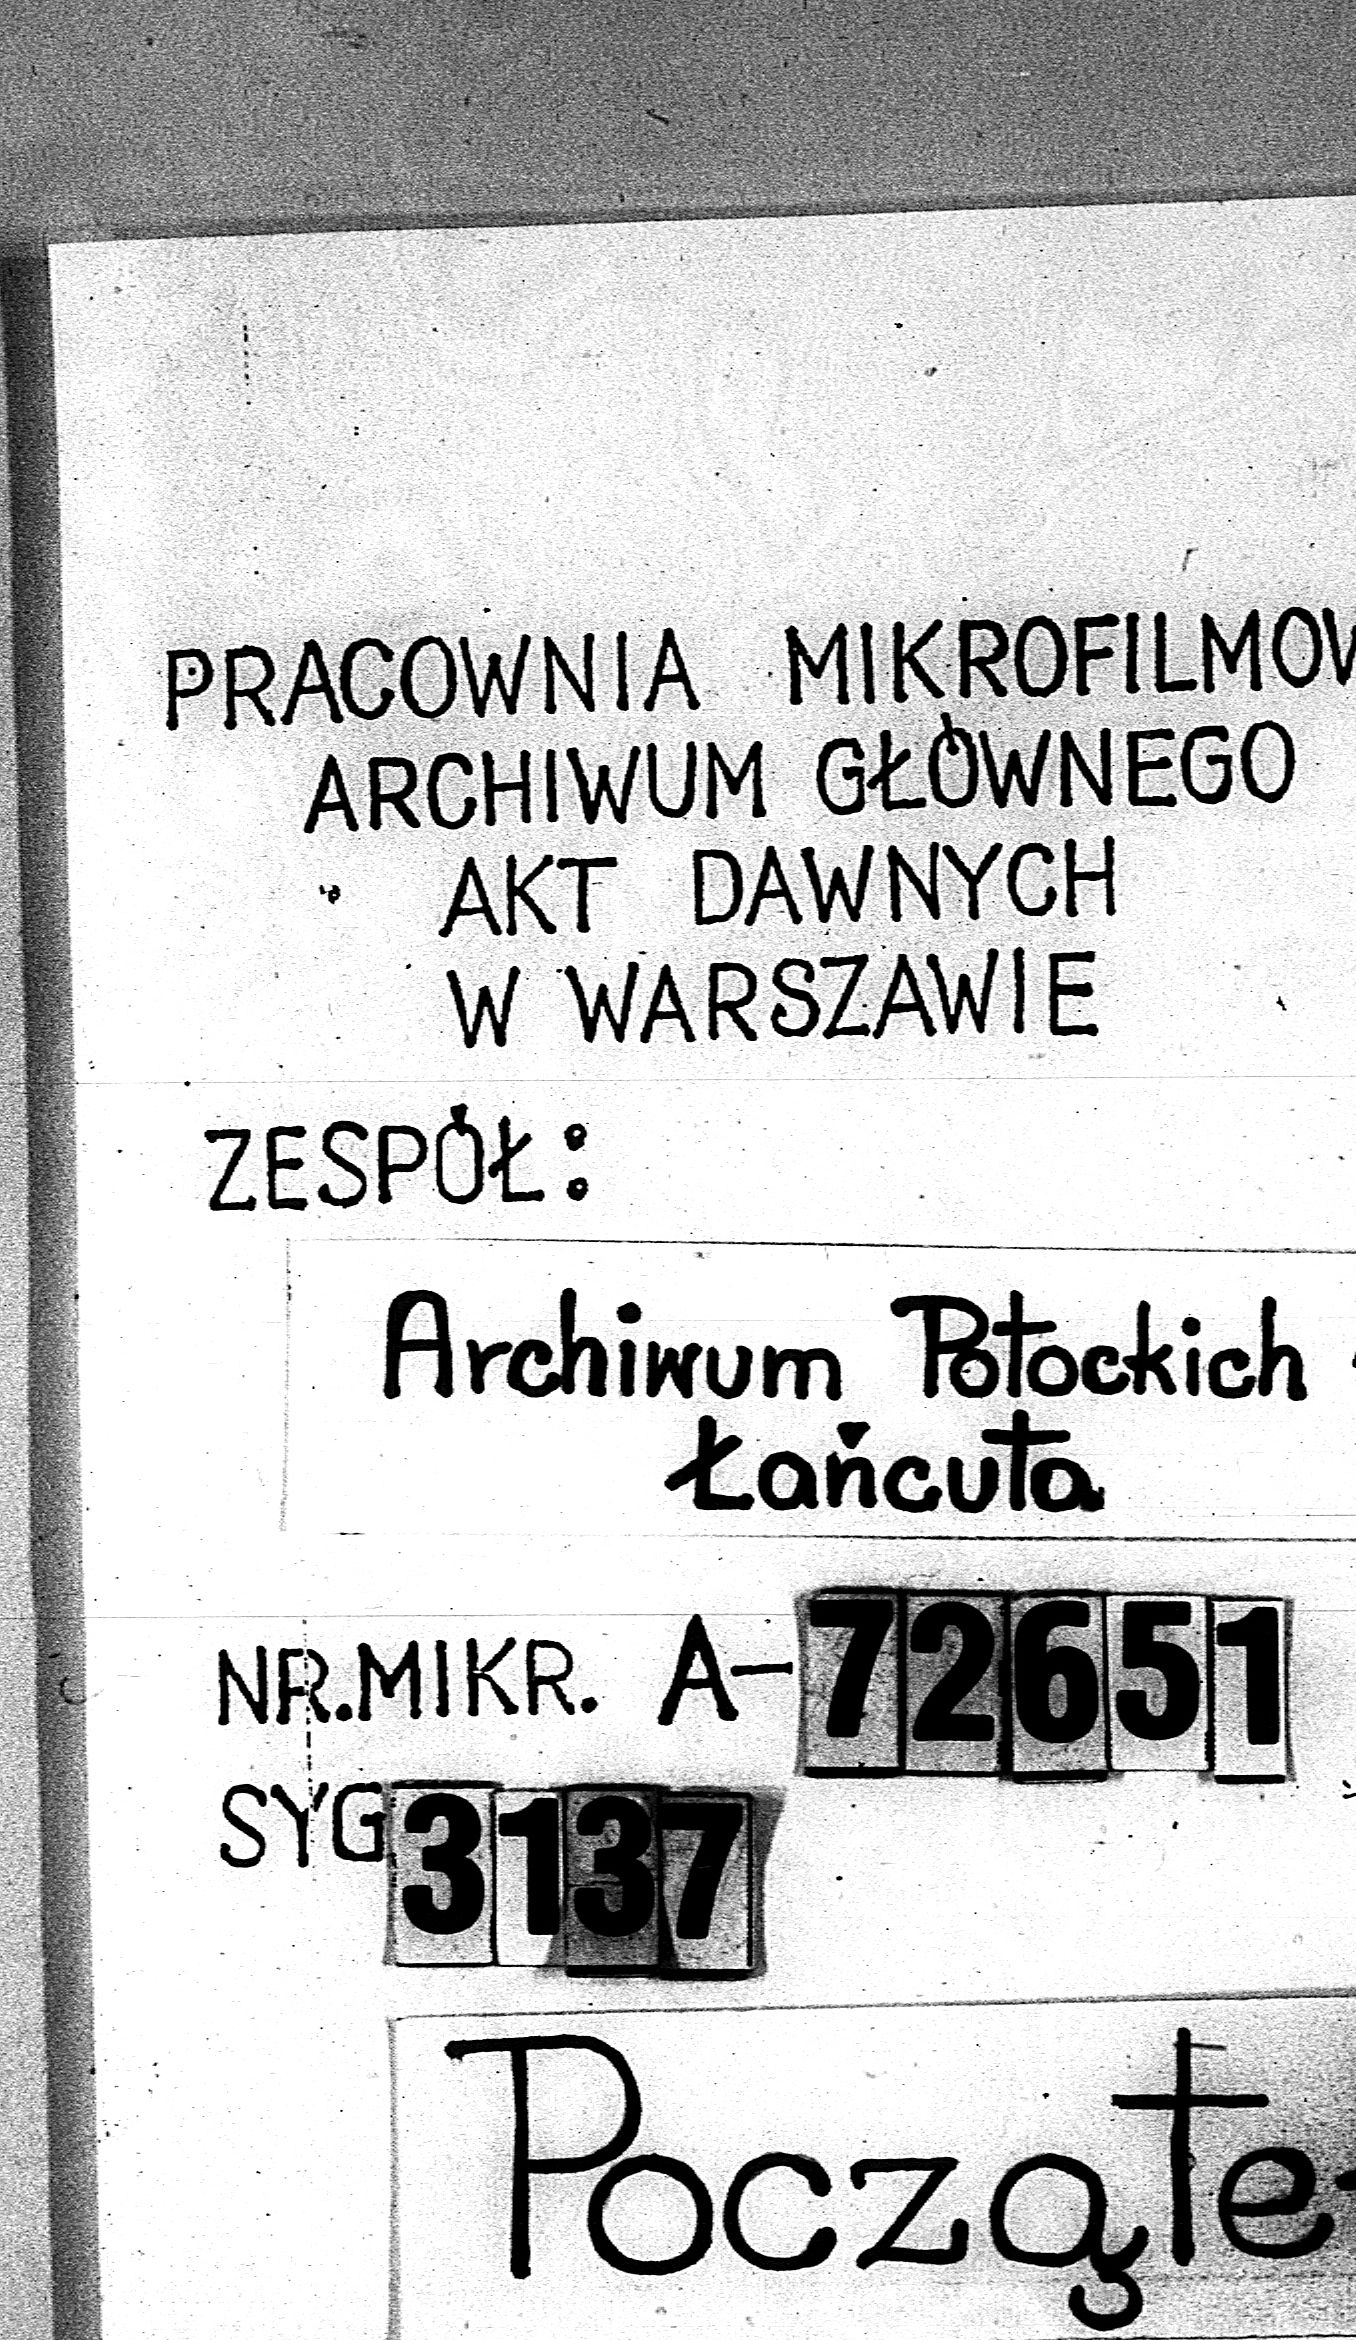 PRACOWNIA MIKROFILMOW
ARCHIWUM GŁÓWNEGO
AKT DAWNYCH
W WARSZAWIE
ZESPÓŁ:
Archiwum Potockich
Łańcuta
NR.MIKR. A-72651
SYG 3137
Począte